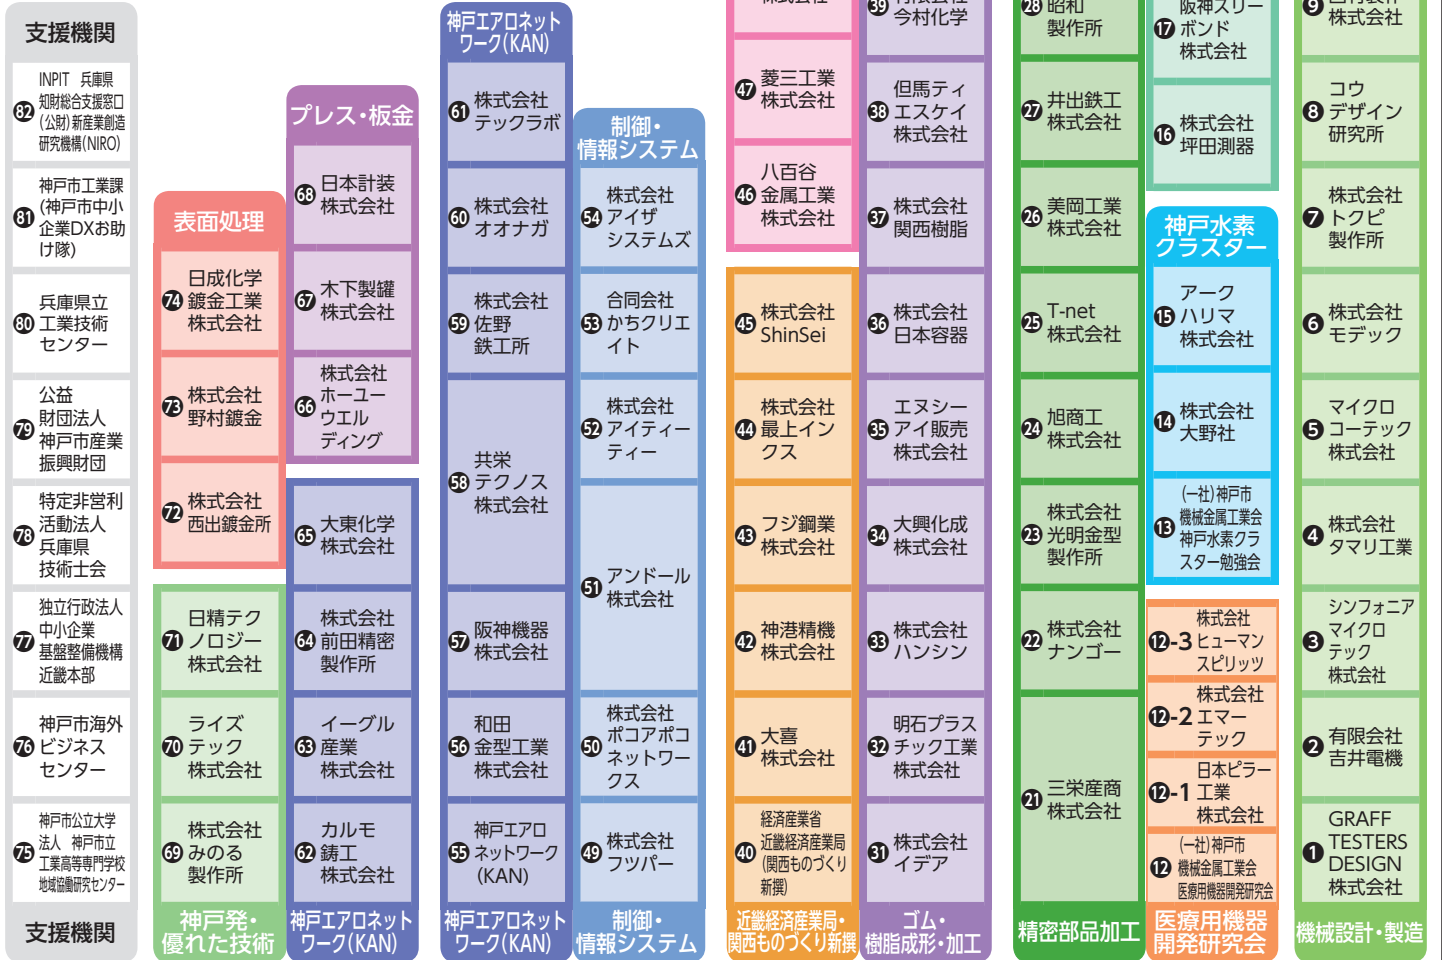 支援機関
82
INPIT 兵庫県
知財総合支援窓口
(公財)新産業創造
研究機構(NIRO)
81
神戸市工業課
(神戸市中小
企業DXお助
け隊)
80
兵庫県立
工業技術
センター
79
公益
財団法人
神戸市産業
振興財団
78
特定非営利
活動法人
兵庫県
技術士会
77
独立行政法人
中小企業
基盤整備機構
近畿本部
76
神戸市海外
ビジネス
センター
75
神戸市公立大学
法人 神戸市立
工業高等専門学校
地域協働研究センター
支援機関
表面処理
74
日成化学
鍍金工業
株式会社
73
株式会社
野村鍍金
72
株式会社
西出鍍金所
71
日精テク
ノロジー
株式会社
70
ライズ
テック
株式会社
69
株式会社
みのる
製作所
神戸発・
優れた技術
プレス・板金
68
日本計装
株式会社
67
木下製罐
株式会社
66
株式会社
ホーユー
ウエル
ディング
65
大東化学
株式会社
64
株式会社
前田精密
製作所
63
イーグル
産業
株式会社
62
カルモ
鋳工
株式会社
神戸エアロネット
ワーク(KAN)
神戸エアロネット
ワーク(KAN)
61
株式会社
テックラボ
60
株式会社
オオナガ
59
株式会社
佐野
鉄工所
58
共栄
テクノス
株式会社
57
阪神機器
株式会社
56
和田
金型工業
株式会社
55
神戸エアロ
ネットワーク
(KAN)
神戸エアロネット
ワーク(KAN)
制御・
情報システム
54
株式会社
アイザ
システムズ
53
合同会社
かちクリエ
イト
52
株式会社
アイティー
ティー
51
アンドール
株式会社
50
株式会社
ポコアポコ
ネットワー
クス
49
株式会社
フツパー
制御・
情報システム
47
菱三工業
株式会社
46
八百谷
金属工業
株式会社
45
株式会社
ShinSei
44
株式会社
最上イン
クス
43
フジ鋼業
株式会社
42
神港精機
株式会社
41
大喜
株式会社
40
経済産業省
近畿経済産業局
(関西ものづくり
新撰)
近畿経済産業局・
関西ものづくり新撰
39
今村化学
38
但馬ティ
エスケイ
株式会社
37
株式会社
関西樹脂
36
株式会社
日本容器
35
エヌシー
アイ販売
株式会社
34
大興化成
株式会社
33
株式会社
ハンシン
32
明石プラス
チック工業
株式会社
31
株式会社
イデア
ゴム・
樹脂成形・加工
28
昭和
製作所
27
井出鉄工
株式会社
26
美岡工業
株式会社
25
T-net
株式会社
24
旭商工
株式会社
23
株式会社
光明金型
製作所
22
株式会社
ナンゴー
21
三栄産商
株式会社
精密部品加工
17
阪神スリー
ボンド
株式会社
16
株式会社
坪田測器
神戸水素
クラスター
15
アーク
ハリマ
株式会社
14
株式会社
大野社
13
(一社)神戸市
機械金属工業会
神戸水素クラ
スター勉強会
12-3
株式会社
ヒューマン
スピリッツ
12-2
株式会社
エマー
テック
12-1
日本ピラー
工業
株式会社
12
(一社)神戸市
機械金属工業会
医療用機器開発研究会
医療用機器
開発研究会
9
株式会社
8
コウ
デザイン
研究所
7
株式会社
トクピ
製作所
6
株式会社
モデック
5
マイクロ
コーテック
株式会社
4
株式会社
タマリ工業
3
シンフォニア
マイクロ
テック
株式会社
2
有限会社
吉井電機
1
GRAFF
TESTERS
DESIGN
株式会社
機械設計・製造